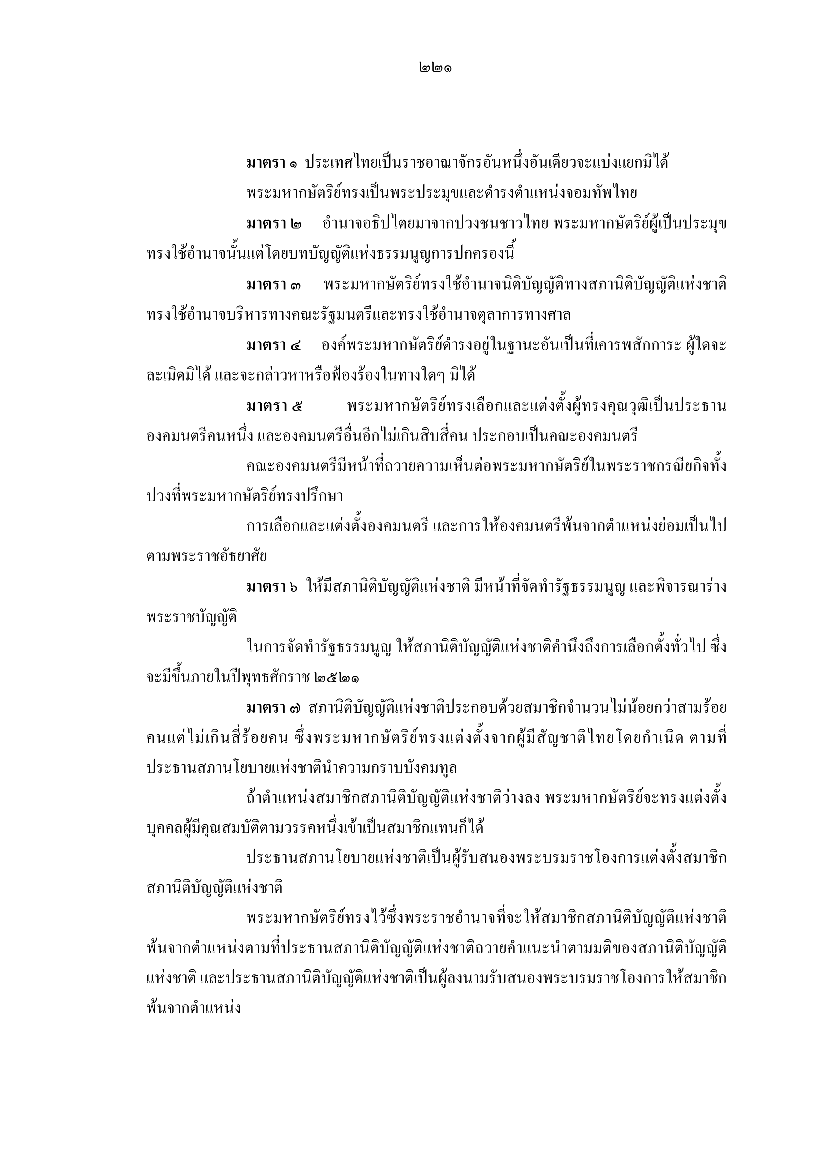 ๒๒๑
มาตรา ๑ ประเทศไทยเป็นราชอาณาจักรอันหนึ่งอันเดียวจะแบ่งแยกมิได้
พระมหากษัตริย์ทรงเป็นพระประมุขและดำรงตำแหน่งจอมทัพไทย
มาตรา ๒ อำนาจอธิปไตยมาจากปวงชนชาวไทย พระมหากษัตริย์ผู้เป็นประมุข
ทรงใช้อำนาจนั้นแต่โดยบทบัญญัติแห่งธรรมนูญการปกครองนี้
มาตรา ๓ พระมหากษัตริย์ทรงใช้อำนาจนิติบัญญัติทางสภานิติบัญญัติแห่งชาติ
ทรงใช้อำนาจบริหารทางคณะรัฐมนตรีและทรงใช้อำนาจตุลาการทางศาล
มาตรา ๔ องค์พระมหากษัตริย์ดำรงอยู่ในฐานะอันเป็นที่เคารพสักการะ ผู้ใดจะ
ละเมิดมิได้ และจะกล่าวหาหรือฟ้องร้องในทางใดๆ มิได้
มาตรา ๕ พระมหากษัตริย์ทรงเลือกและแต่งตั้งผู้ทรงคุณวุฒิเป็นประธาน
องคมนตรีคนหนึ่ง และองคมนตรีอื่นอีกไม่เกินสิบสี่คน ประกอบเป็นคณะองคมนตรี
คณะองคมนตรีมีหน้าที่ถวายความเห็นต่อพระมหากษัตริย์ในพระราชกรณียกิจทั้ง
ปวงที่พระมหากษัตริย์ทรงปรึกษา
การเลือกและแต่งตั้งองคมนตรี และการให้องคมนตรีพ้นจากตำแหน่งย่อมเป็นไป
ตามพระราชอัธยาศัย
มาตรา ๖ ให้มีสภานิติบัญญัติแห่งชาติ มีหน้าที่จัดทำรัฐธรรมนูญ และพิจารณาร่าง
พระราชบัญญัติ
ในการจัดทำรัฐธรรมนูญ ให้สภานิติบัญญัติแห่งชาติคำนึงถึงการเลือกตั้งทั่วไป ซึ่ง
จะมีขึ้นภายในปีพุทธศักราช ๒๕๒๑
มาตรา ๗ สภานิติบัญญัติแห่งชาติประกอบด้วยสมาชิกจำนวนไม่น้อยกว่าสามร้อย
คนแต่ไม่เกินสี่ร้อยคน ซึ่งพระมหากษัตริย์ทรงแต่งตั้งจากผู้มีสัญชาติไทยโดยกำเนิด ตามที่
ประธานสภานโยบายแห่งชาตินำความกราบบังคมทูล
ถ้าตำแหน่งสมาชิกสภานิติบัญญัติแห่งชาติว่างลง พระมหากษัตริย์จะทรงแต่งตั้ง
บุคคลผู้มีคุณสมบัติตามวรรคหนึ่งเข้าเป็นสมาชิกแทนก็ได้
ประธานสภานโยบายแห่งชาติเป็นผู้รับสนองพระบรมราชโองการแต่งตั้งสมาชิก
สภานิติบัญญัติแห่งชาติ
พระมหากษัตริย์ทรงไว้ซึ่งพระราชอำนาจที่จะให้สมาชิกสภานิติบัญญัติแห่งชาติ
พ้นจากตำแหน่งตามที่ประธานสภานิติบัญญัติแห่งชาติถวายคำแนะนำตามมติของสภานิติบัญญัติ
แห่งชาติ และประธานสภานิติบัญญัติแห่งชาติเป็นผู้ลงนามรับสนองพระบรมราชโองการให้สมาชิก
พ้นจากตำแหน่ง